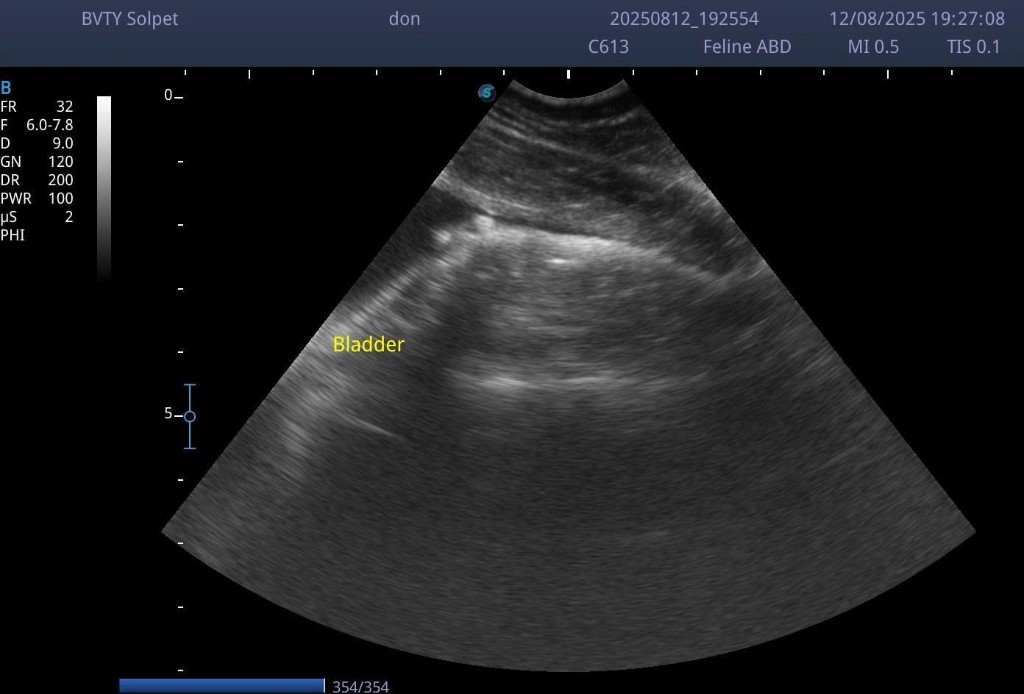 BVTY Solpet don 20250812_192554 12/08/2025 19:27:08
C613 Feline ABD MI 0.5 TIS 0.1
B
FR 32
F 6.0-7.8
D 9.0
GN 120
DR 200
PWR 100
µS 2
PHI
0
S
Bladder
5
354/354